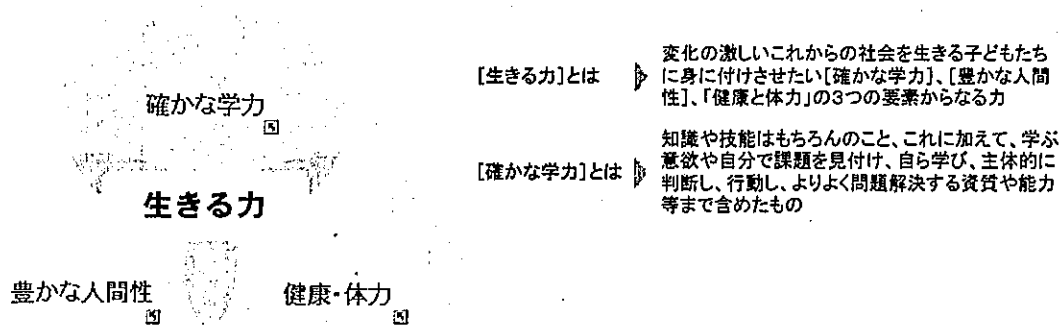 確かな学力
生きる力
豊かな人間性
健康・体力
[生きる力]とは
変化の激しいこれからの社会を生きる子どもたち
に身に付けさせたい[確かな学力]、[豊かな人間
性]、「健康と体力」の3つの要素からなる力
[確かな学力]とは
知識や技能はもちろんのこと、これに加えて、学ぶ
意欲や自分で課題を見付け、自ら学び、主体的に
判断し、行動し、よりよく問題解決する資質や能力
等まで含めたもの